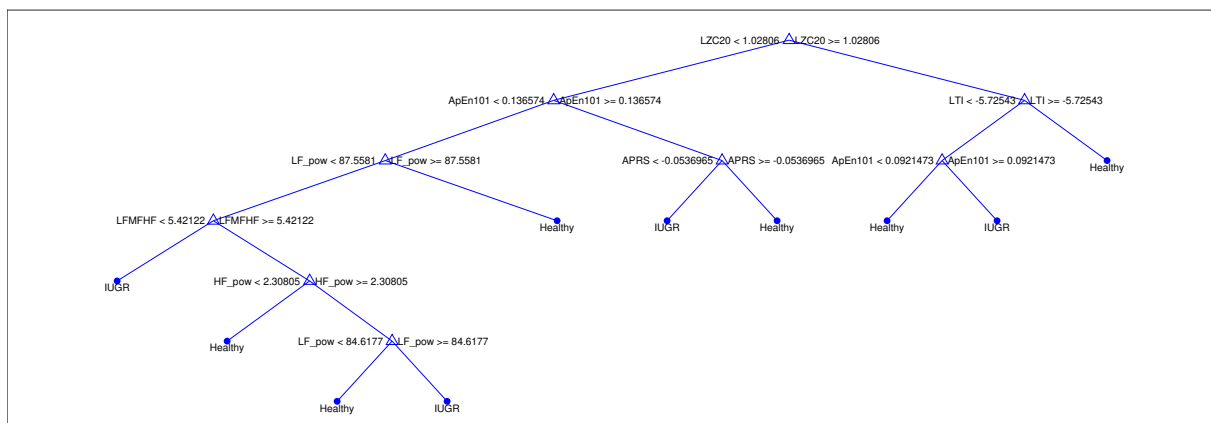 LZC20 < 1.02806 LZC20 >= 1.02806
ApEn101 < 0.136574 ApEn101 >= 0.136574
LTI < -5.72543 LTI >= -5.72543
LF_pow < 87.5581 LF_pow >= 87.5581
APRS < -0.0536965 APRS >= -0.0536965
ApEn101 < 0.0921473 ApEn101 >= 0.0921473
Healthy
LFMFHF < 5.42122 LFMFHF >= 5.42122
Healthy
IUGR
Healthy
Healthy
IUGR
IUGR
HF_pow < 2.30805 HF_pow >= 2.30805
Healthy
LF_pow < 84.6177 LF_pow >= 84.6177
Healthy
IUGR